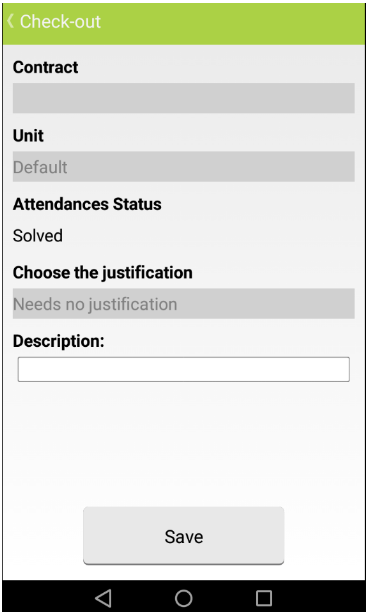 Check-out
Contract
Unit
Default
Attendances Status
Solved
Choose the justification
Needs no justification
Description:
Save